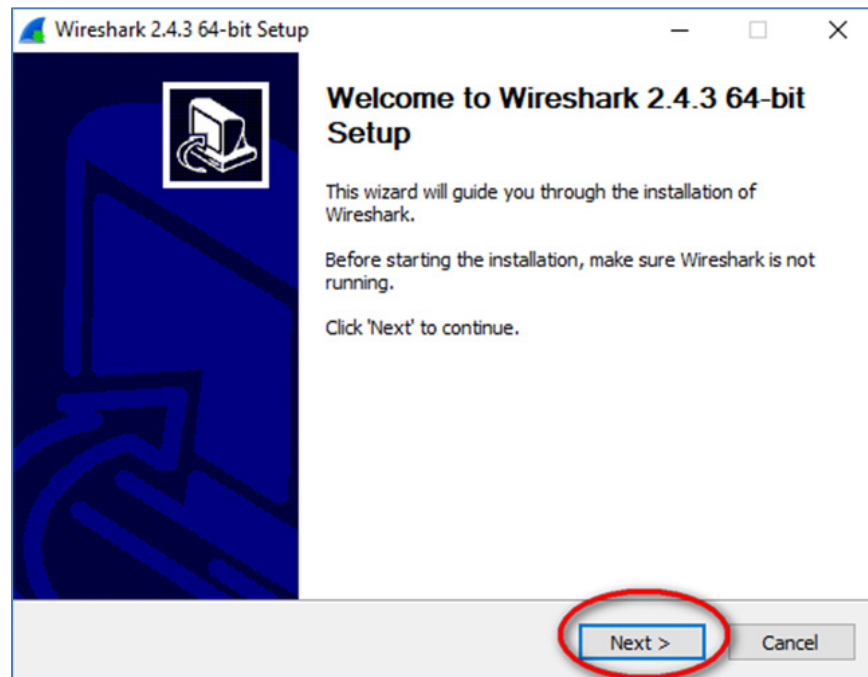 Wireshark 2.4.3 64-bit Setup
Welcome to Wireshark 2.4.3 64-bit
Setup
This wizard will guide you through the installation of
Wireshark.
Before starting the installation, make sure Wireshark is not
running.
Click 'Next' to continue.
Next >
Cancel